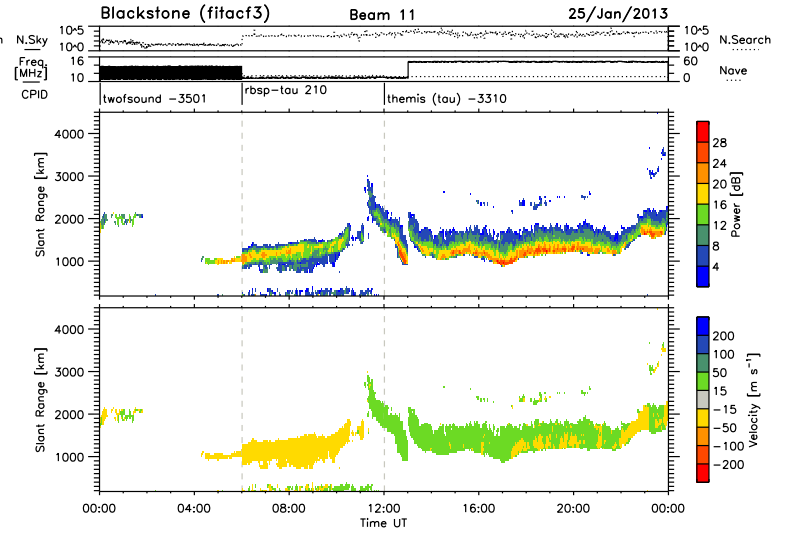 Blackstone (fitacf3) Beam 11 25/Jan/2013
N.Sky 10^5 10^0 10^5 10^0 N.Search
Freq. [MHz] 16 10 60 0 Nave
CPID twofsound -3501 rbsp-tau 210 themis (tau) -3310
Slant Range [km]
4000
3000
2000
1000
28
24
20
16
12
8
4
Power [dB]
Slant Range [km]
4000
3000
2000
1000
200
100
50
15
-15
-50
-100
-200
Velocity [m s⁻¹]
00:00 04:00 08:00 12:00 16:00 20:00 00:00
Time UT